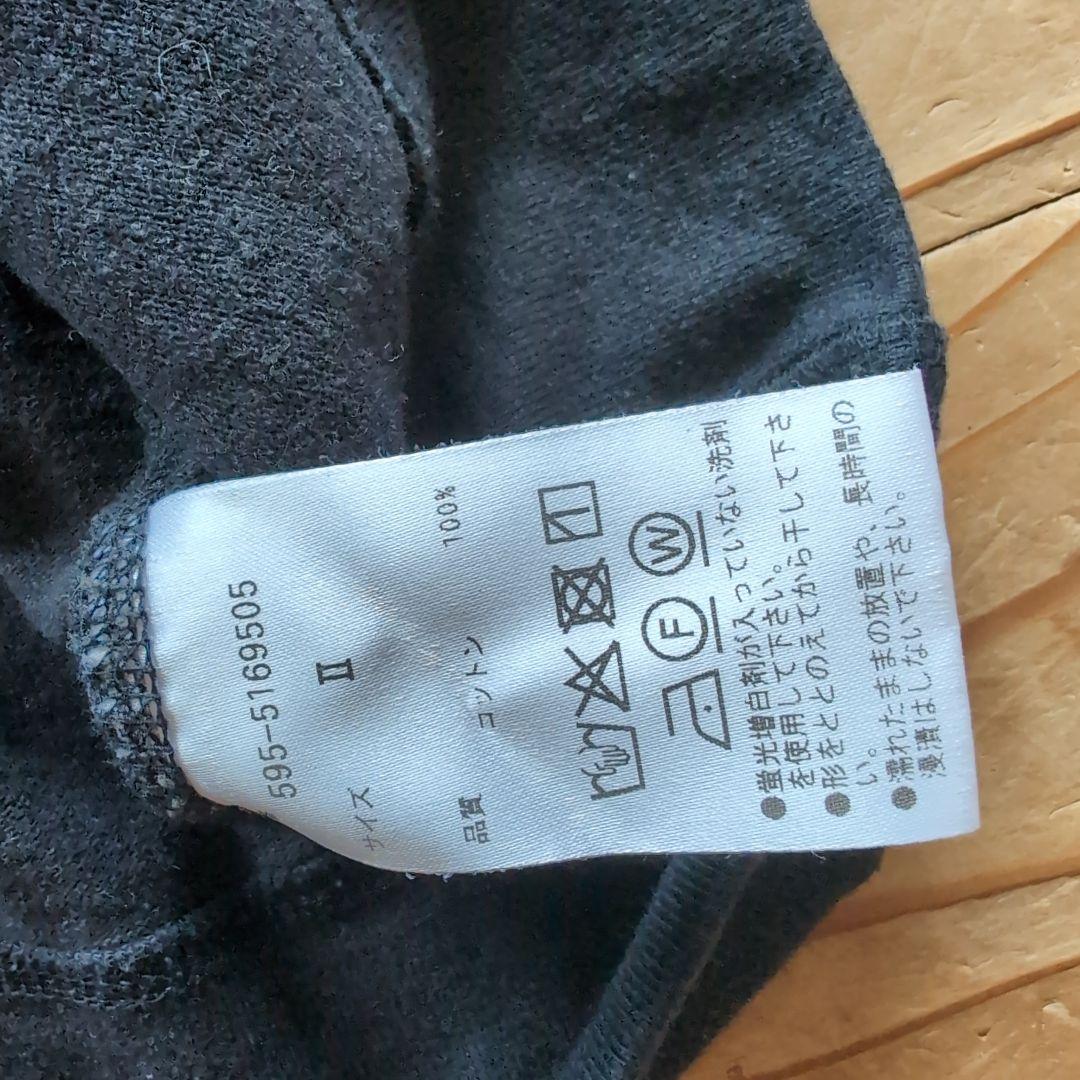 595-5169505
サイズ II
品質 コットン 100%
W
F
●蛍光増白剤が入っていない洗剤
を使用して下さい。
●形をととのえてから干して下さ
い。
●濡れたままの放置や、長時間の
浸漬はしないで下さい。